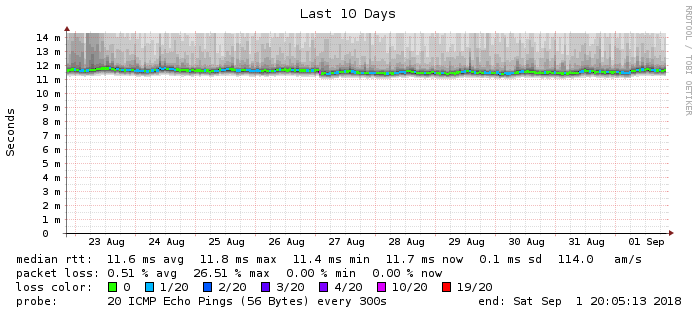 Last 10 Days
RRDTOOL / TOBI OETIKER
Seconds
14 m
13 m
12 m
11 m
10 m
9 m
8 m
7 m
6 m
5 m
4 m
3 m
2 m
1 m
0
23 Aug 24 Aug 25 Aug 26 Aug 27 Aug 28 Aug 29 Aug 30 Aug 31 Aug 01 Sep
median rtt: 11.6 ms avg 11.8 ms max 11.4 ms min 11.7 ms now 0.1 ms sd 114.0 am/s
packet loss: 0.51 % avg 26.51 % max 0.00 % min 0.00 % now
loss color: 0 1/20 2/20 3/20 4/20 10/20 19/20
probe: 20 ICMP Echo Pings (56 Bytes) every 300s end: Sat Sep 1 20:05:13 2018